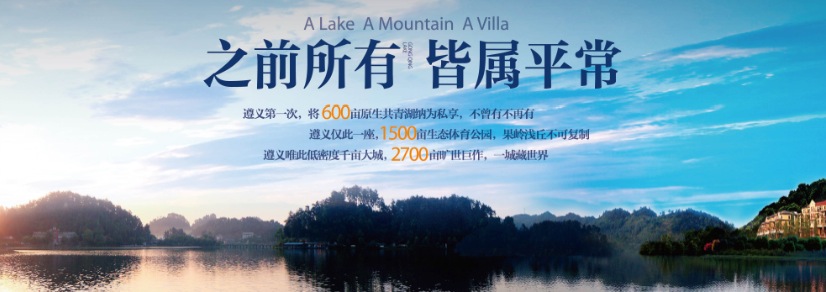 A Lake A Mountain A Villa
之前所有 皆属平常
遵义第一次，将600亩原生共青湖纳为私享，不曾有不再有
遵义仅此一座，1500亩生态体育公园，果岭浅丘不可复制
遵义唯此低密度千亩大城，2700亩旷世巨作，一城藏世界